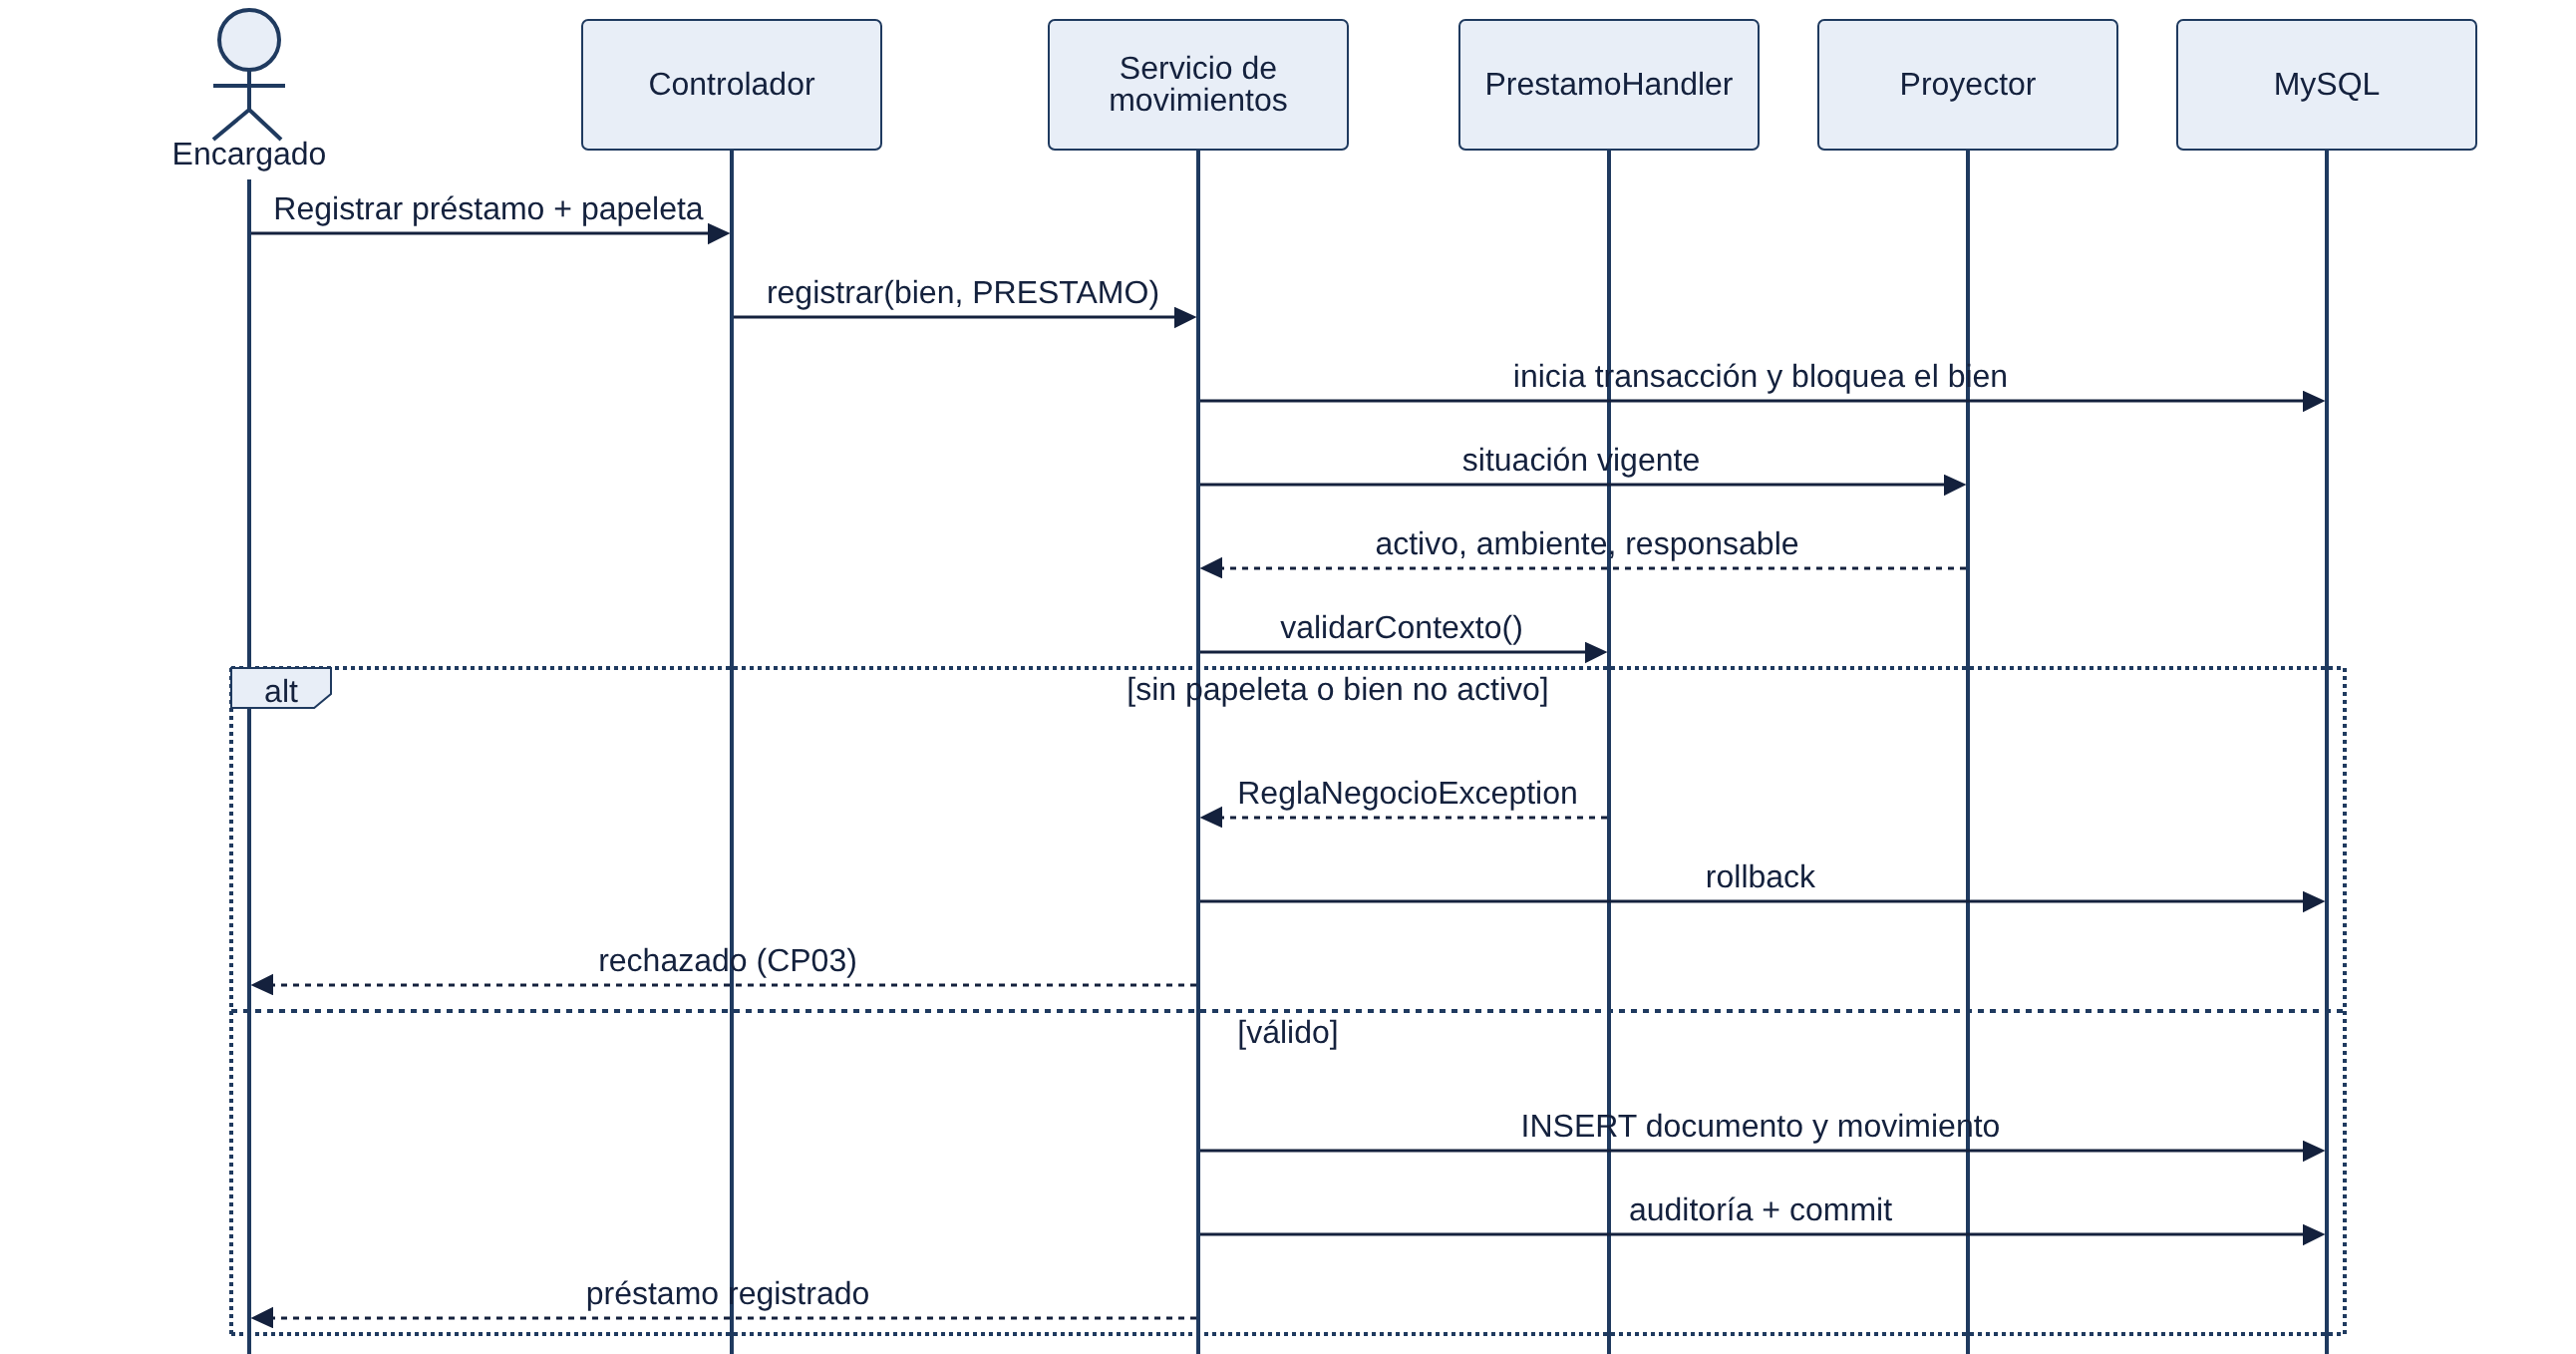 Encargado
Controlador
Servicio de
movimientos
PrestamoHandler
Proyector
MySQL
Registrar préstamo + papeleta
registrar(bien, PRESTAMO)
inicia transacción y bloquea el bien
situación vigente
activo, ambiente, responsable
validarContexto()
alt
[sin papeleta o bien no activo]
ReglaNegocioException
rollback
rechazado (CP03)
[válido]
INSERT documento y movimiento
auditoría + commit
préstamo registrado